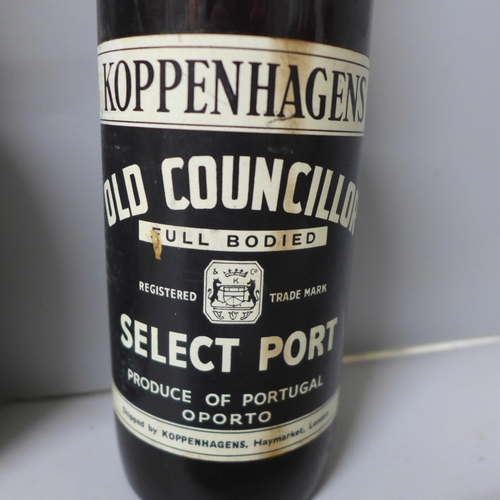 KOPPENHAGENS
OLD COUNCILLOR
FULL BODIED
& K Co
REGISTERED TRADE MARK
SELECT PORT
PRODUCE OF PORTUGAL
OPORTO
Shipped by KOPPENHAGENS, Haymarket, London